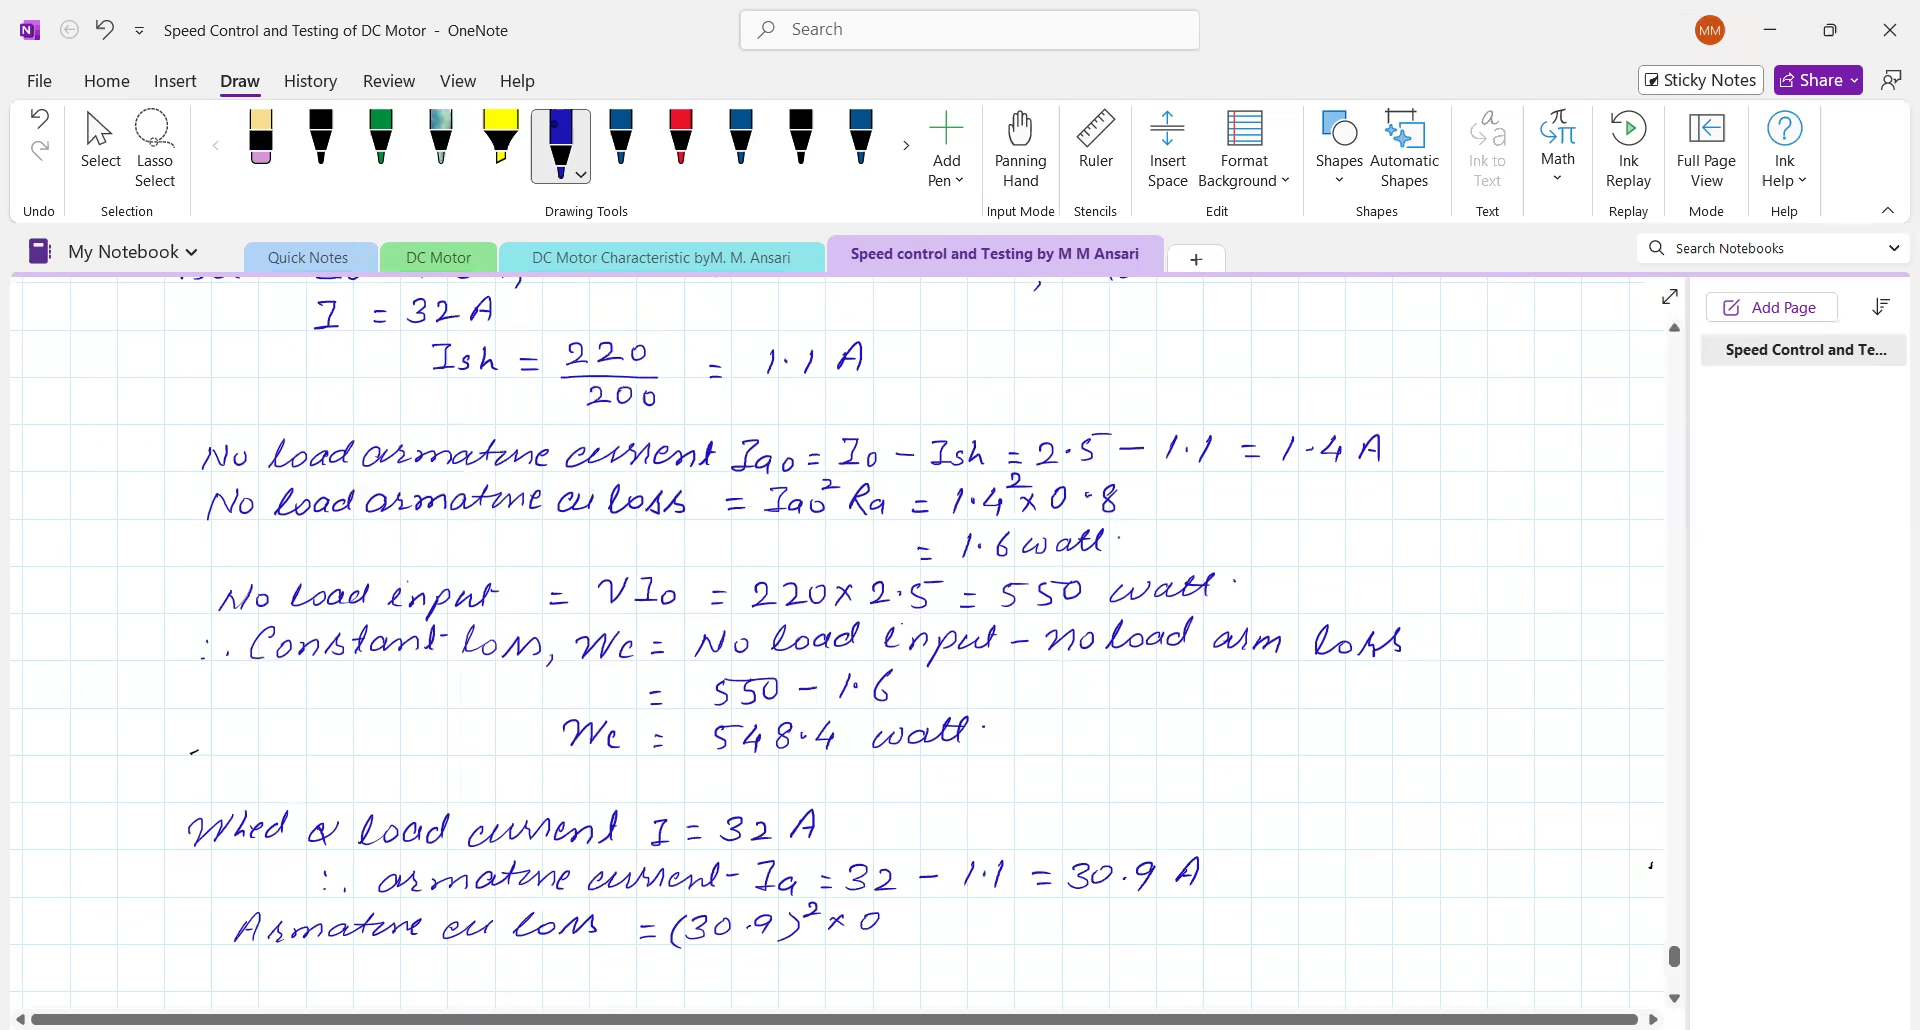 Speed Control and Testing of DC Motor - OneNote
Search
MM
File Home Insert Draw History Review View Help
Sticky Notes
Share
Select
Lasso Select
Add Pen
Panning Hand
Ruler
Insert Space
Format Background
Shapes
Automatic Shapes
Ink to Text
Math
Ink Replay
Full Page View
Ink Help
Undo
Selection
Drawing Tools
Input Mode
Stencils
Edit
Shapes
Text
Replay
Mode
Help
My Notebook
Quick Notes
DC Motor
DC Motor Characteristic byM. M. Ansari
Speed control and Testing by M M Ansari
+
Search Notebooks
Add Page
Speed Control and Te...
I = 32 A
Ish = 220/200 = 1.1 A
No load armature current Iao = Io - Ish = 2.5 - 1.1 = 1.4 A
No load armature cu loss = Iao² Ra = 1.4² × 0.8
= 1.6 watt.
No load input = VIo = 220 × 2.5 = 550 watt.
∴ Constant loss, Wc = No load input - no load arm loss
= 550 - 1.6
Wc = 548.4 watt.
load current I = 32 A
∴ armature current Ia = 32 - 1.1 = 30.9 A
Armature cu loss = (30.9)² × 0